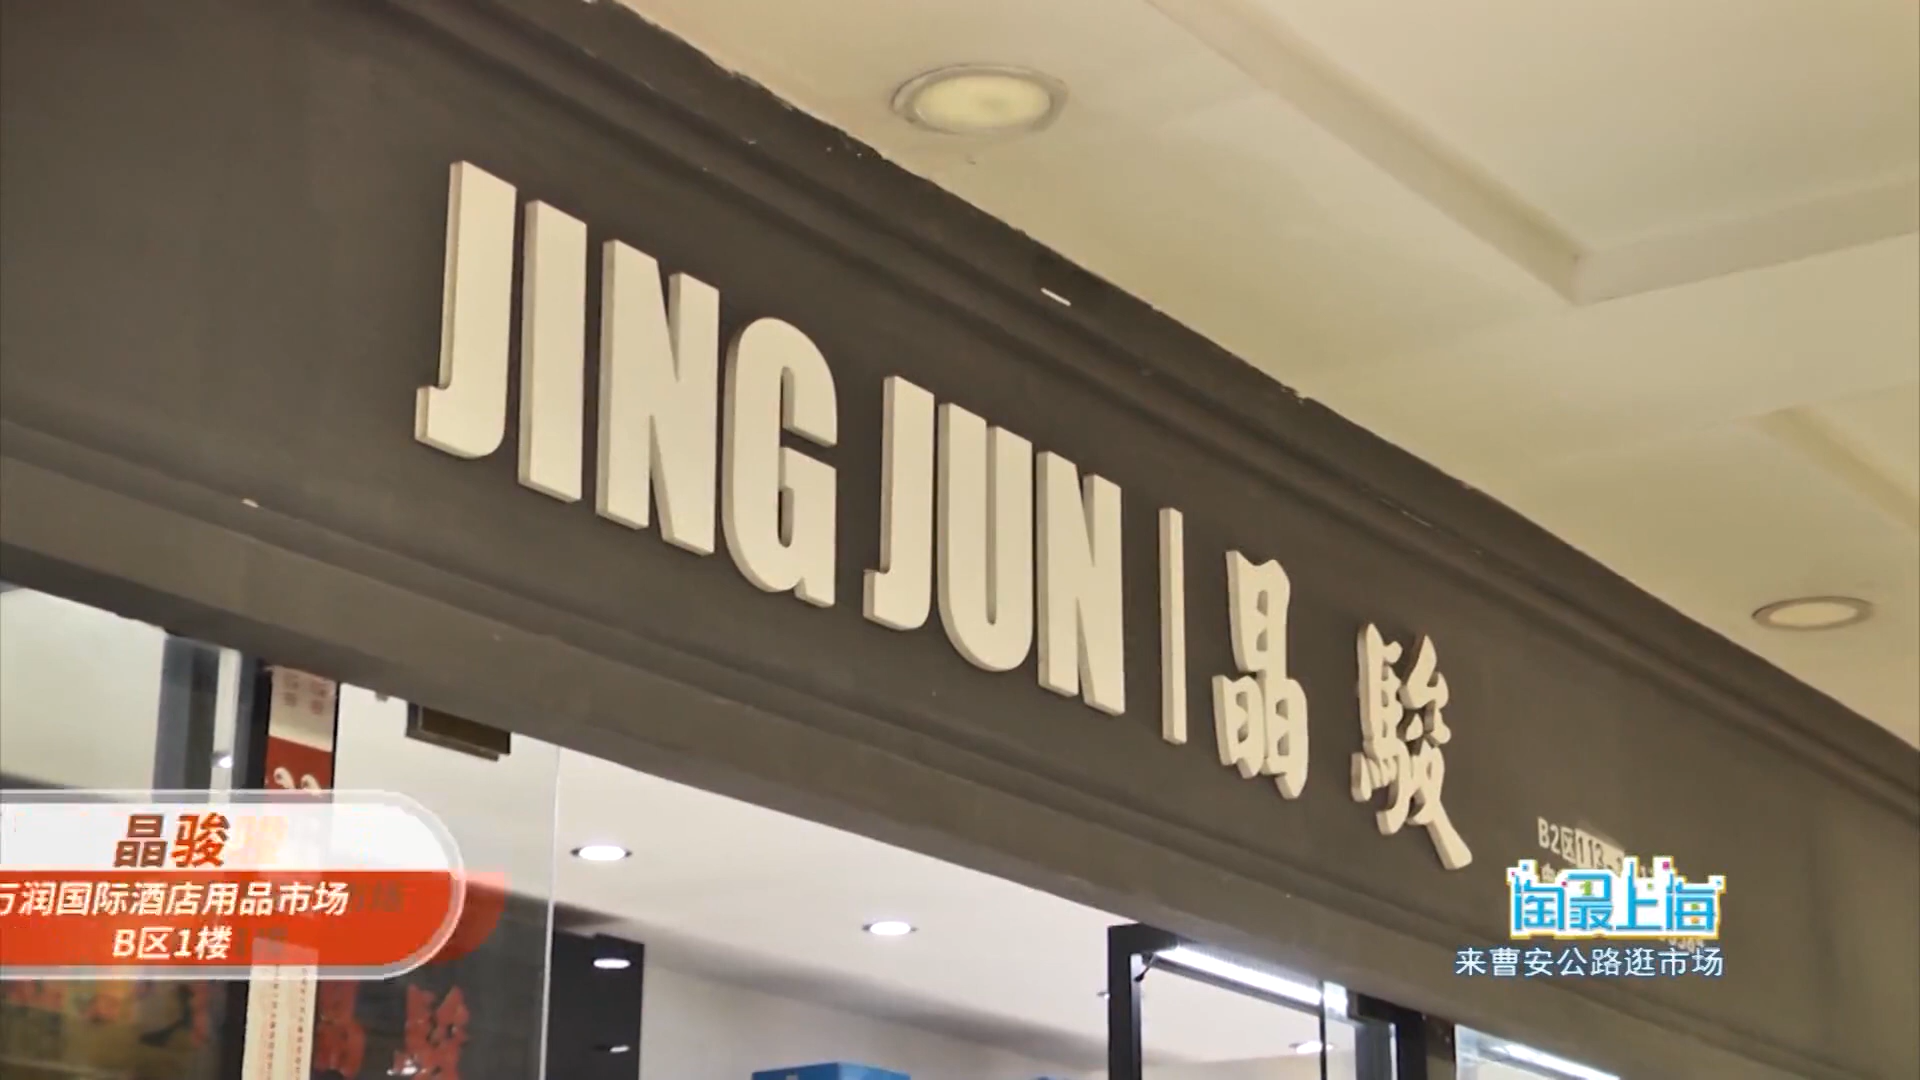 JING JUN | 晶駿
晶骏
万润国际酒店用品市场
B区1楼
淘最上海
来曹安公路逛市场